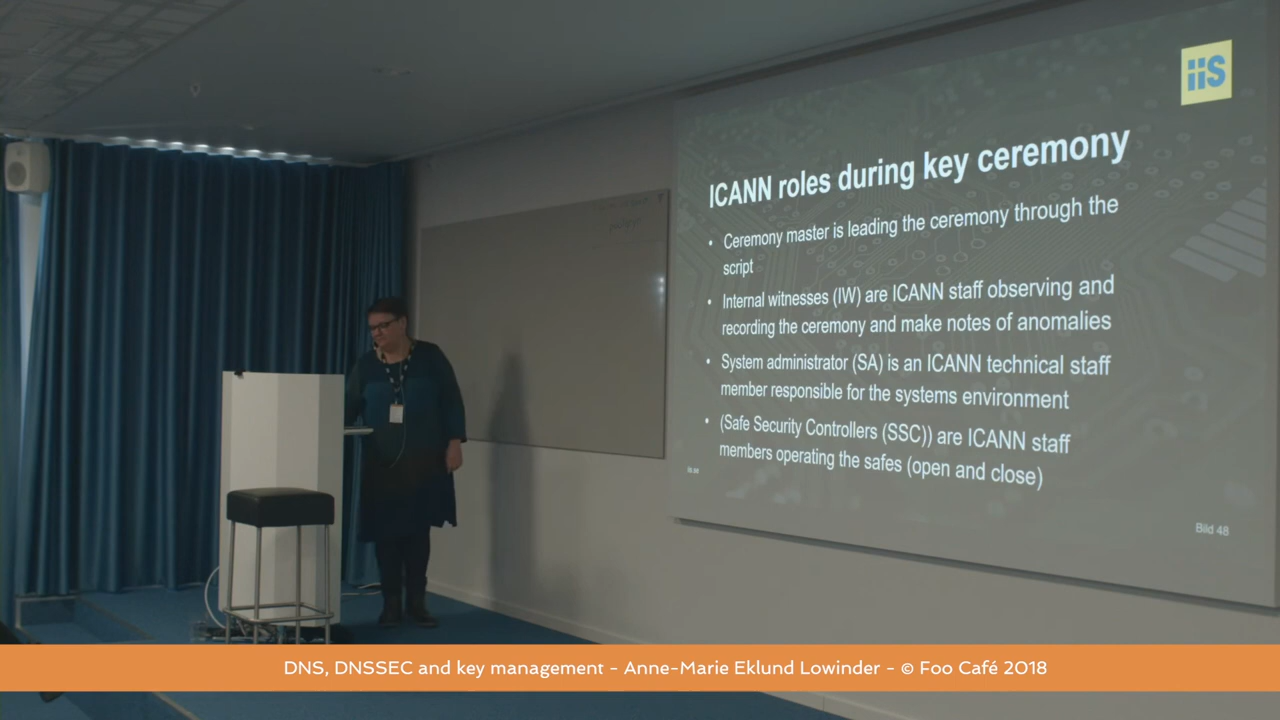 iis
ICANN roles during key ceremony
• Ceremony master is leading the ceremony through the
script
• Internal witnesses (IW) are ICANN staff observing and
recording the ceremony and make notes of anomalies
• System administrator (SA) is an ICANN technical staff
member responsible for the systems environment
• (Safe Security Controllers (SSC)) are ICANN staff
members operating the safes (open and close)
Bild 48
DNS, DNSSEC and key management - Anne-Marie Eklund Lowinder - © Foo Café 2018